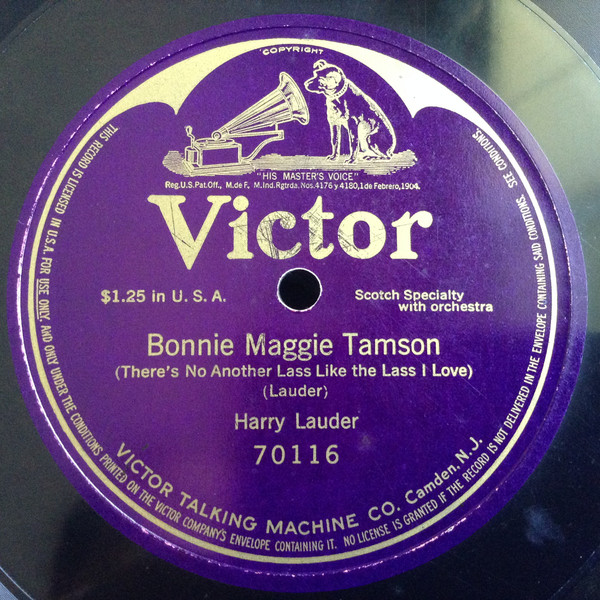 COPYRIGHT
"HIS MASTER'S VOICE"
Reg.U.S.Pat.Off., M.de F. M.Ind.Rgtrda.Nos.4176 y 4180,1 de Febrero,1904.
Victor
$1.25 in U. S. A.
Scotch Specialty
with orchestra
Bonnie Maggie Tamson
(There's No Another Lass Like the Lass I Love)
(Lauder)
Harry Lauder
70116
VICTOR TALKING MACHINE CO. Camden, N.J.
THIS RECORD IS LICENSED IN U.S.A. FOR USE ONLY, AND ONLY UNDER THE CONDITIONS PRINTED ON THE VICTOR COMPANY'S ENVELOPE CONTAINING IT. NO LICENSE IS GRANTED IF THE RECORD IS NOT DELIVERED IN THE ENVELOPE CONTAINING SAID CONDITIONS. SEE CONDITIONS.